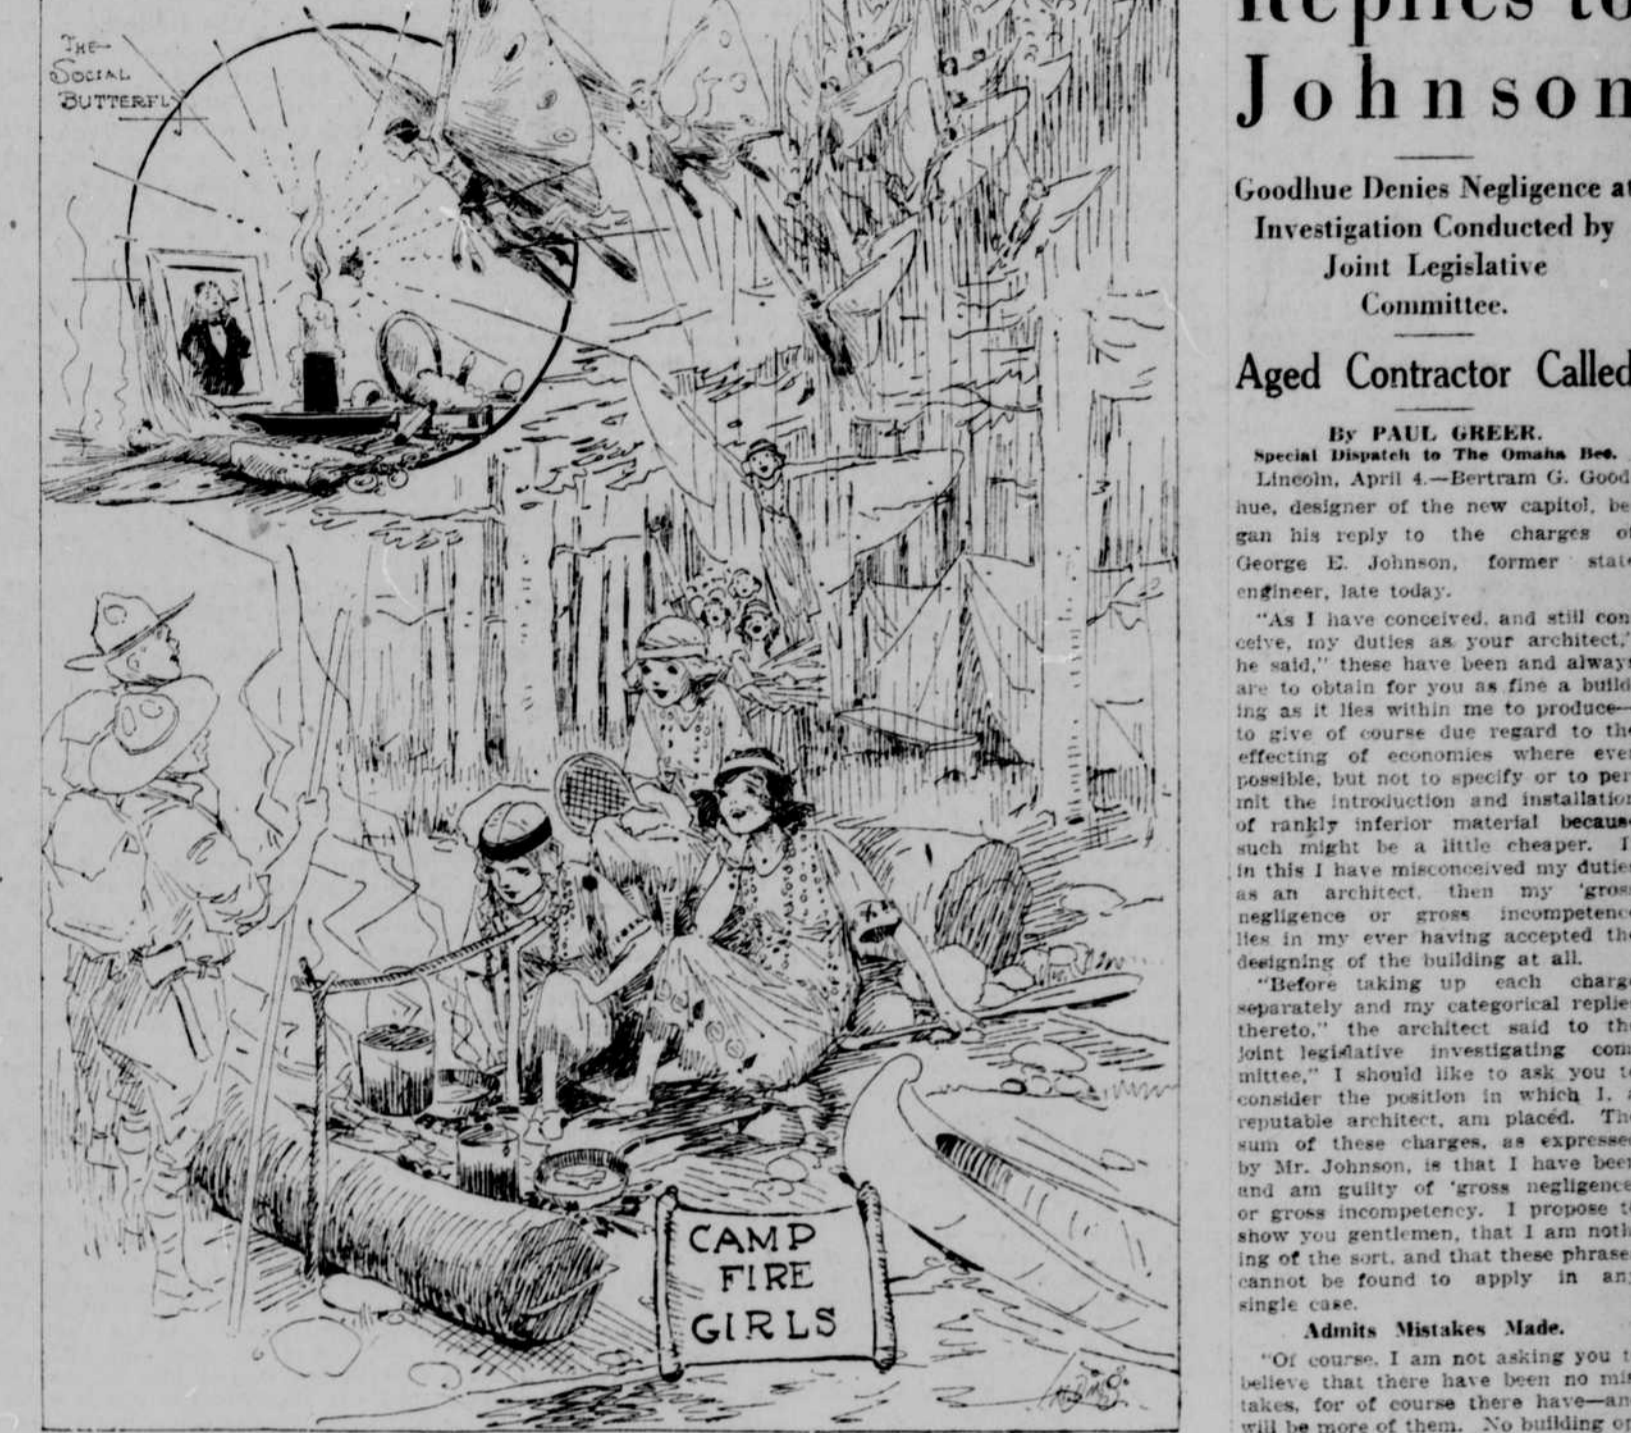 THE
SOCIAL
BUTTERFLY
CAMP
FIRE
GIRLS
Replies to
Johnson
Goodhue Denies Negligence at
Investigation Conducted by
Joint Legislative
Committee.
Aged Contractor Called
By PAUL GREER.
Special Dispatch to The Omaha Bee.
Lincoln, April 4.—Bertram G. Good
hue, designer of the new capitol, be
gan his reply to the charges of
George E. Johnson, former state
engineer, late today.
"As I have conceived, and still con
ceive, my duties as your architect,"
he said," these have been and always
are to obtain for you as fine a build
ing as it lies within me to produce—
to give of course due regard to the
effecting of economies where ever
possible, but not to specify or to per
mit the introduction and installation
of rankly inferior material because
such might be a little cheaper. I
in this I have misconceived my duties
as an architect, then my 'gross
negligence or gross incompetence
lies in my ever having accepted the
designing of the building at all.
"Before taking up each charge
separately and my categorical replies
thereto," the architect said to the
joint legislative investigating com
mittee," I should like to ask you to
consider the position in which I, a
reputable architect, am placed. The
sum of these charges, as expressed
by Mr. Johnson, is that I have been
and am guilty of 'gross negligence
or gross incompetency. I propose to
show you gentlemen, that I am noth
ing of the sort, and that these phrases
cannot be found to apply in any
single case.
Admits Mistakes Made.
"Of course, I am not asking you to
believe that there have been no mis
takes, for of course there have—and
will be more of them. No building or